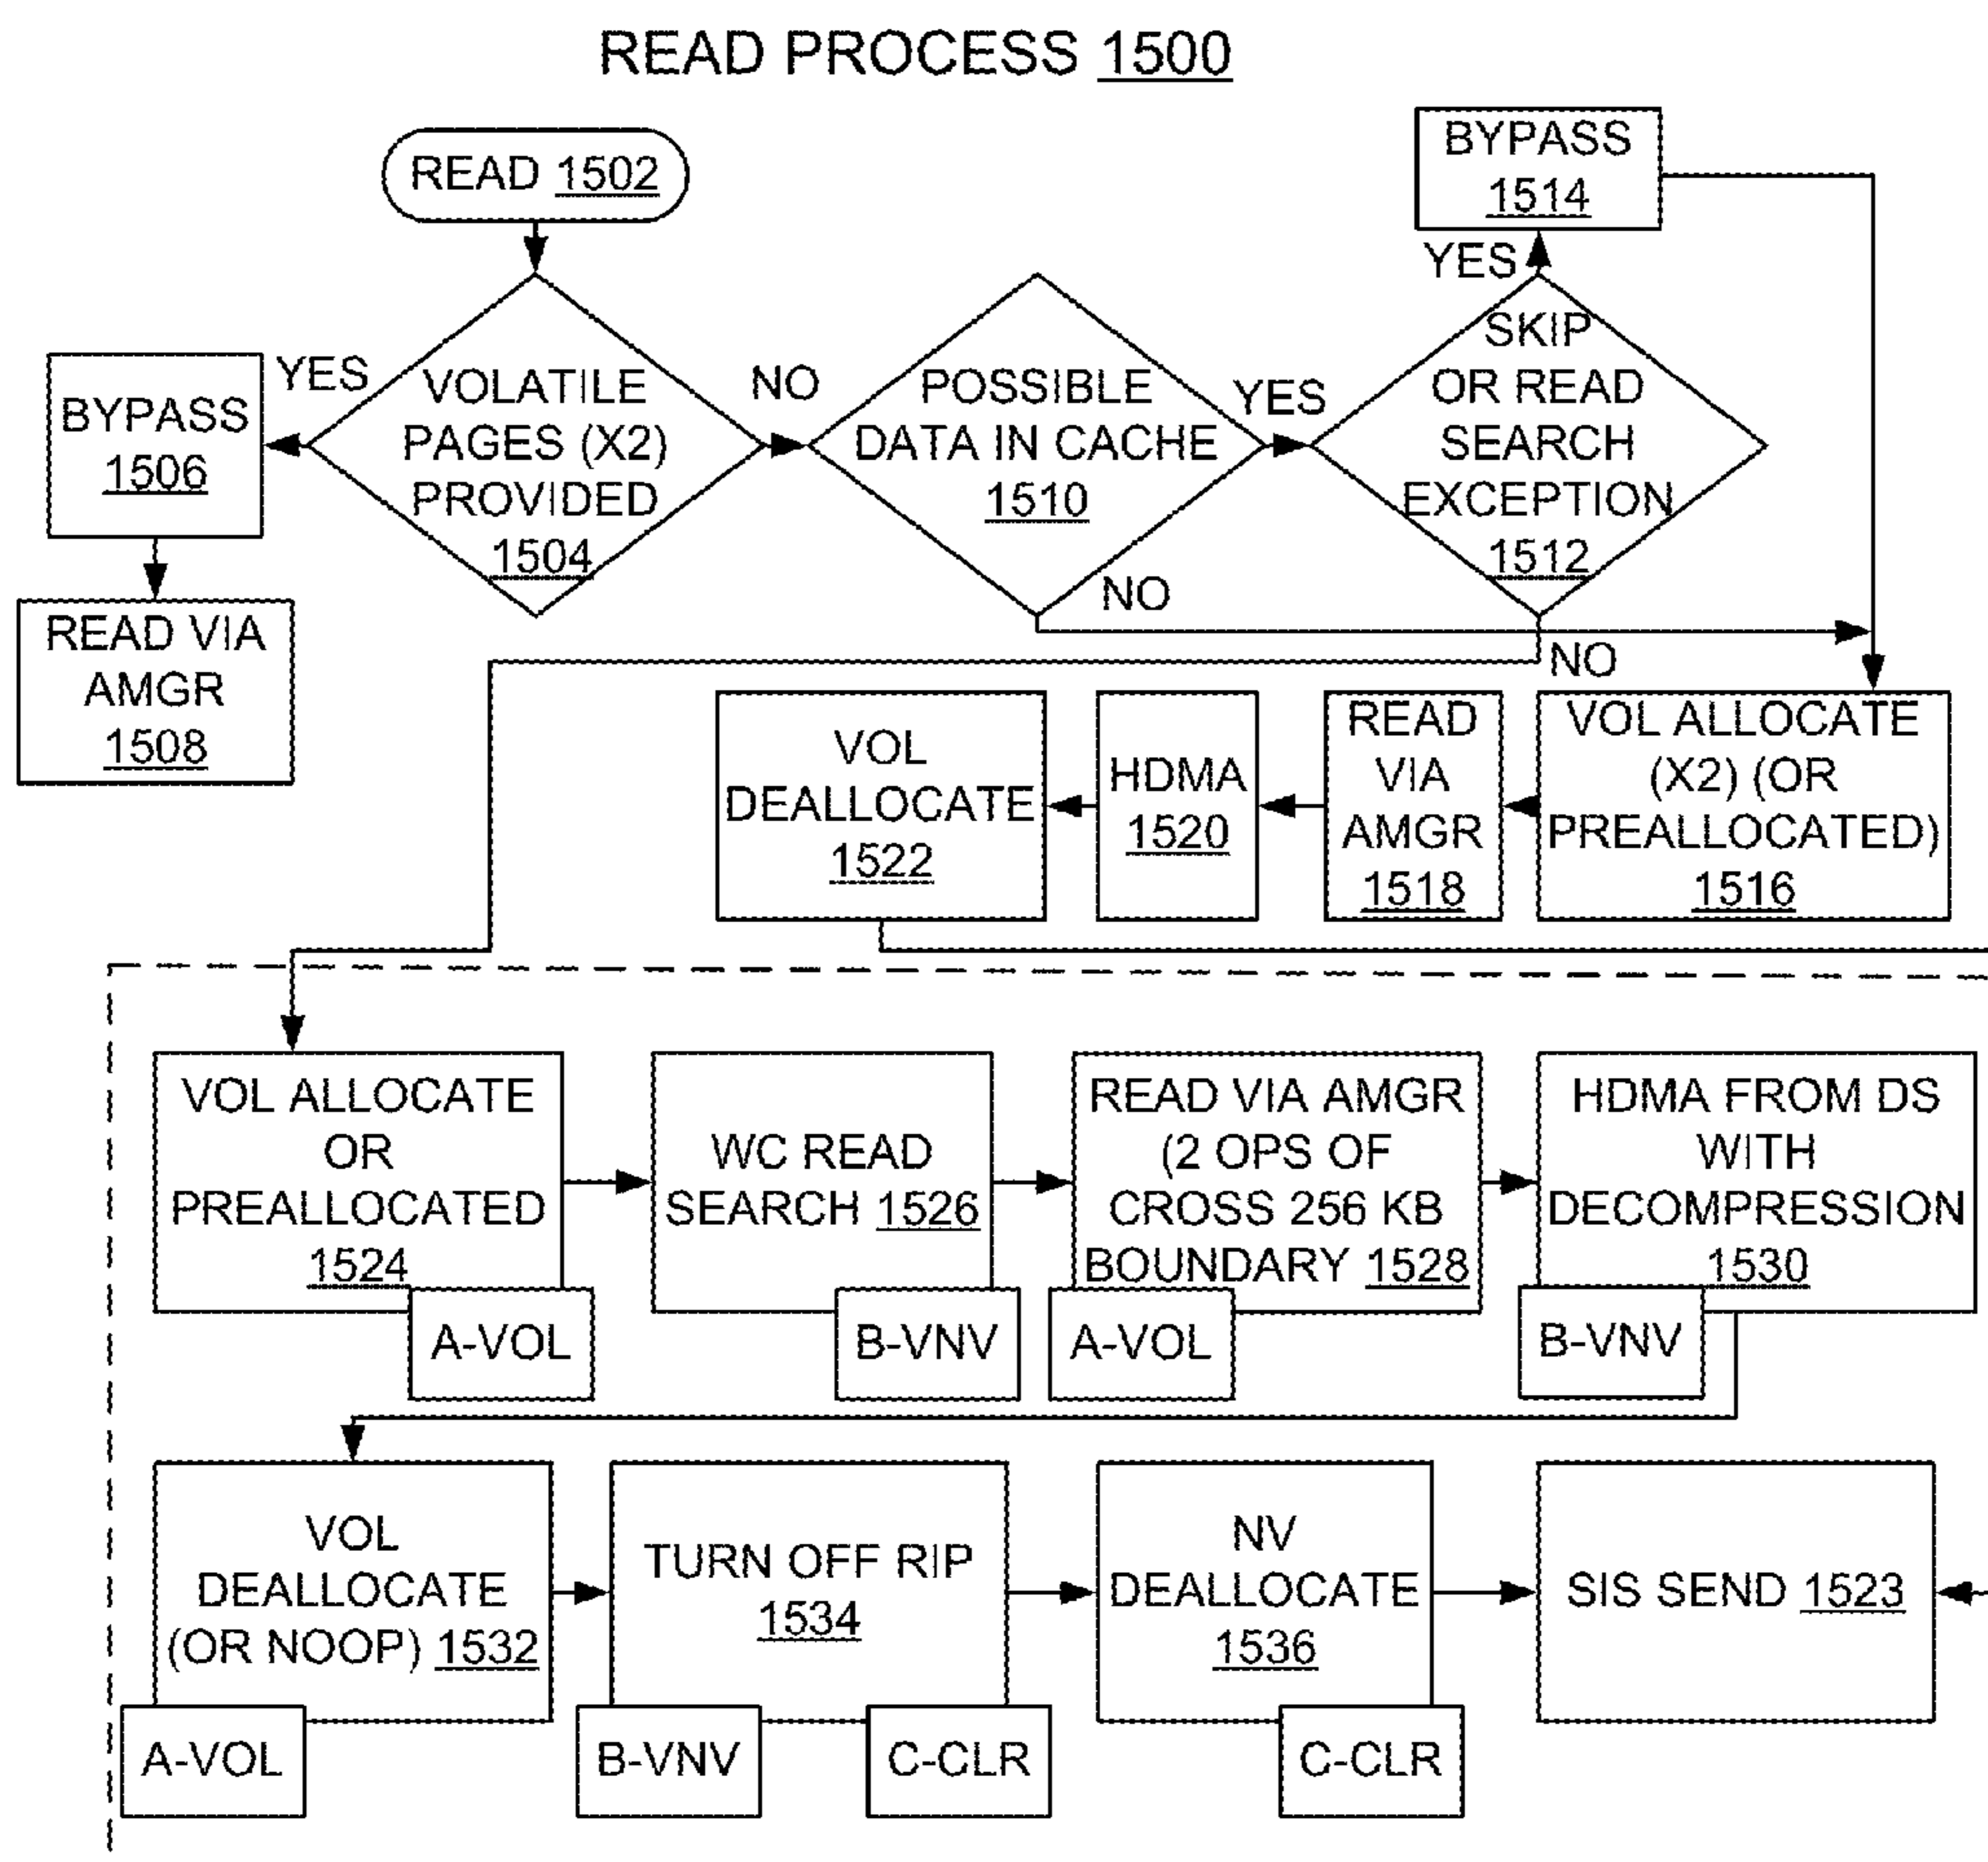 READ PROCESS 1500
READ 1502
VOLATILE
PAGES (X2)
PROVIDED
1504
YES
NO
BYPASS
1506
READ VIA
AMGR
1508
POSSIBLE
DATA IN CACHE
1510
YES
NO
SKIP
OR READ
SEARCH
EXCEPTION
1512
YES
NO
BYPASS
1514
VOL ALLOCATE
(X2) (OR
PREALLOCATED)
1516
READ
VIA
AMGR
1518
HDMA
1520
VOL
DEALLOCATE
1522
VOL ALLOCATE
OR
PREALLOCATED
1524
A-VOL
WC READ
SEARCH 1526
B-VNV
READ VIA AMGR
(2 OPS OF
CROSS 256 KB
BOUNDARY 1528
A-VOL
HDMA FROM DS
WITH
DECOMPRESSION
1530
B-VNV
VOL
DEALLOCATE
(OR NOOP) 1532
A-VOL
TURN OFF RIP
1534
B-VNV
C-CLR
NV
DEALLOCATE
1536
C-CLR
SIS SEND 1523